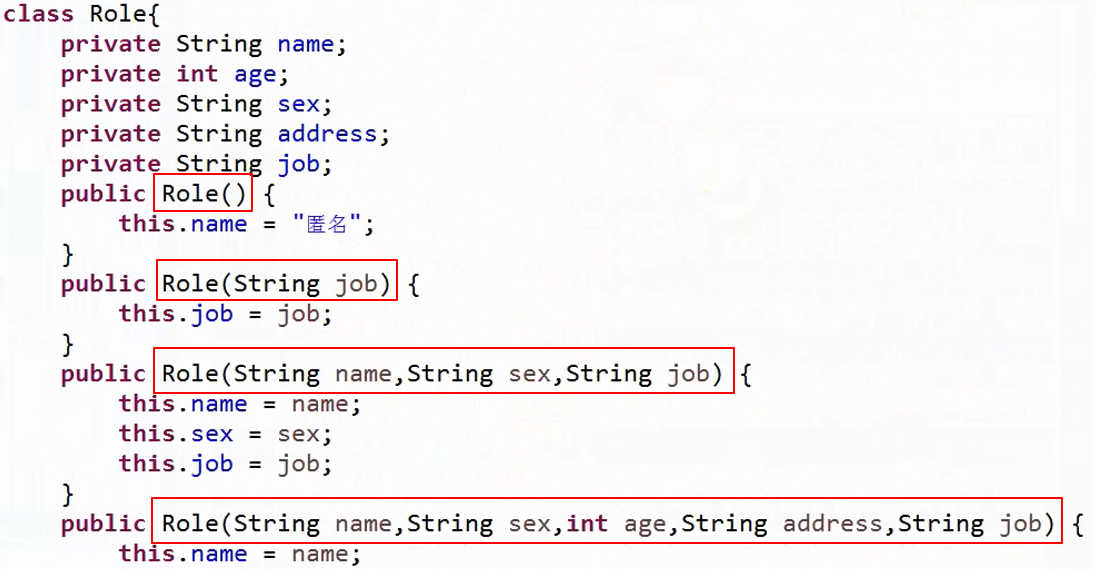 class Role{
    private String name;
    private int age;
    private String sex;
    private String address;
    private String job;
    public Role() {
        this.name = "匿名";
    }
    public Role(String job) {
        this.job = job;
    }
    public Role(String name,String sex,String job) {
        this.name = name;
        this.sex = sex;
        this.job = job;
    }
    public Role(String name,String sex,int age,String address,String job) {
        this.name = name;